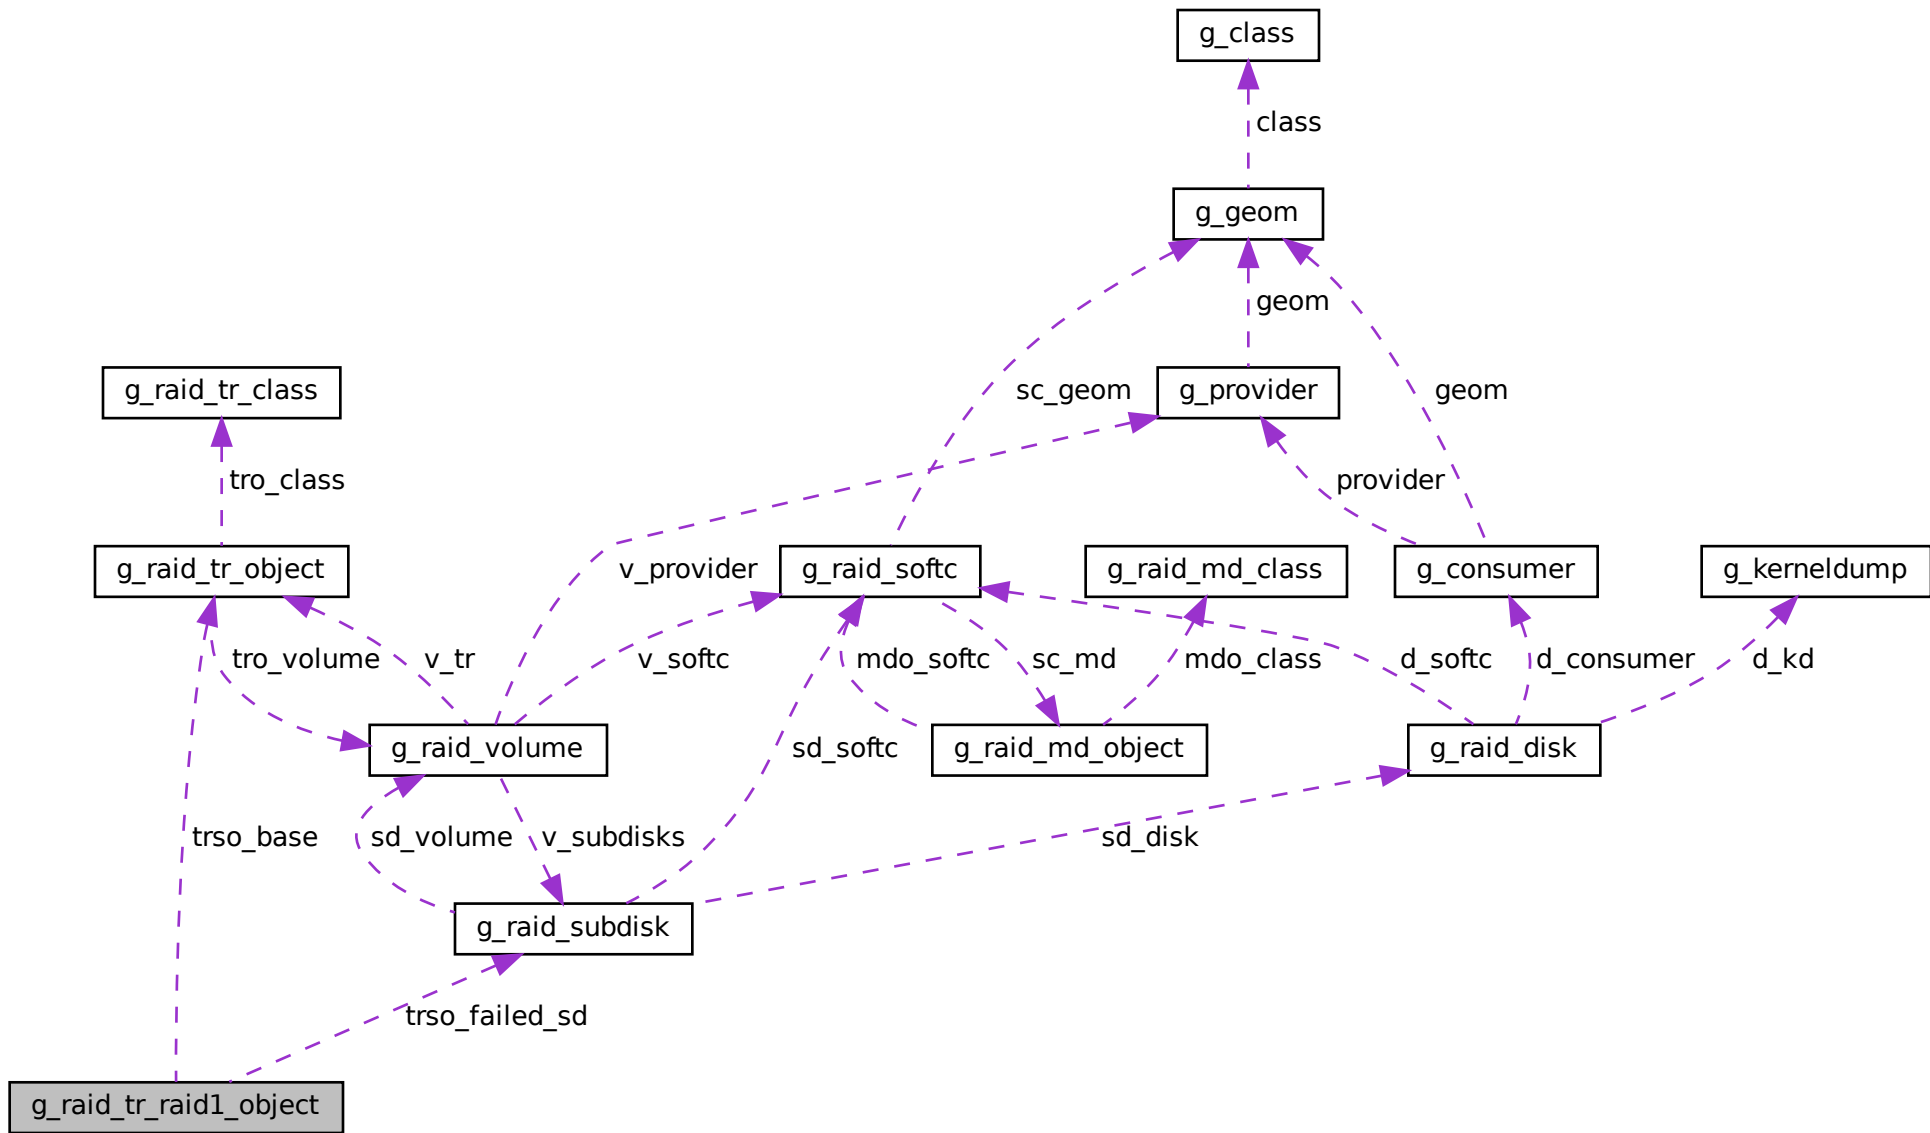 g_class
class
g_geom
geom
g_raid_tr_class
sc_geom
g_provider
geom
tro_class
provider
g_raid_tr_object
v_provider
g_raid_softc
g_raid_md_class
g_consumer
g_kerneldump
tro_volume
v_tr
v_softc
mdo_softc
sc_md
mdo_class
d_softc
d_consumer
d_kd
g_raid_volume
sd_softc
g_raid_md_object
g_raid_disk
trso_base
sd_volume
v_subdisks
sd_disk
g_raid_subdisk
trso_failed_sd
g_raid_tr_raid1_object